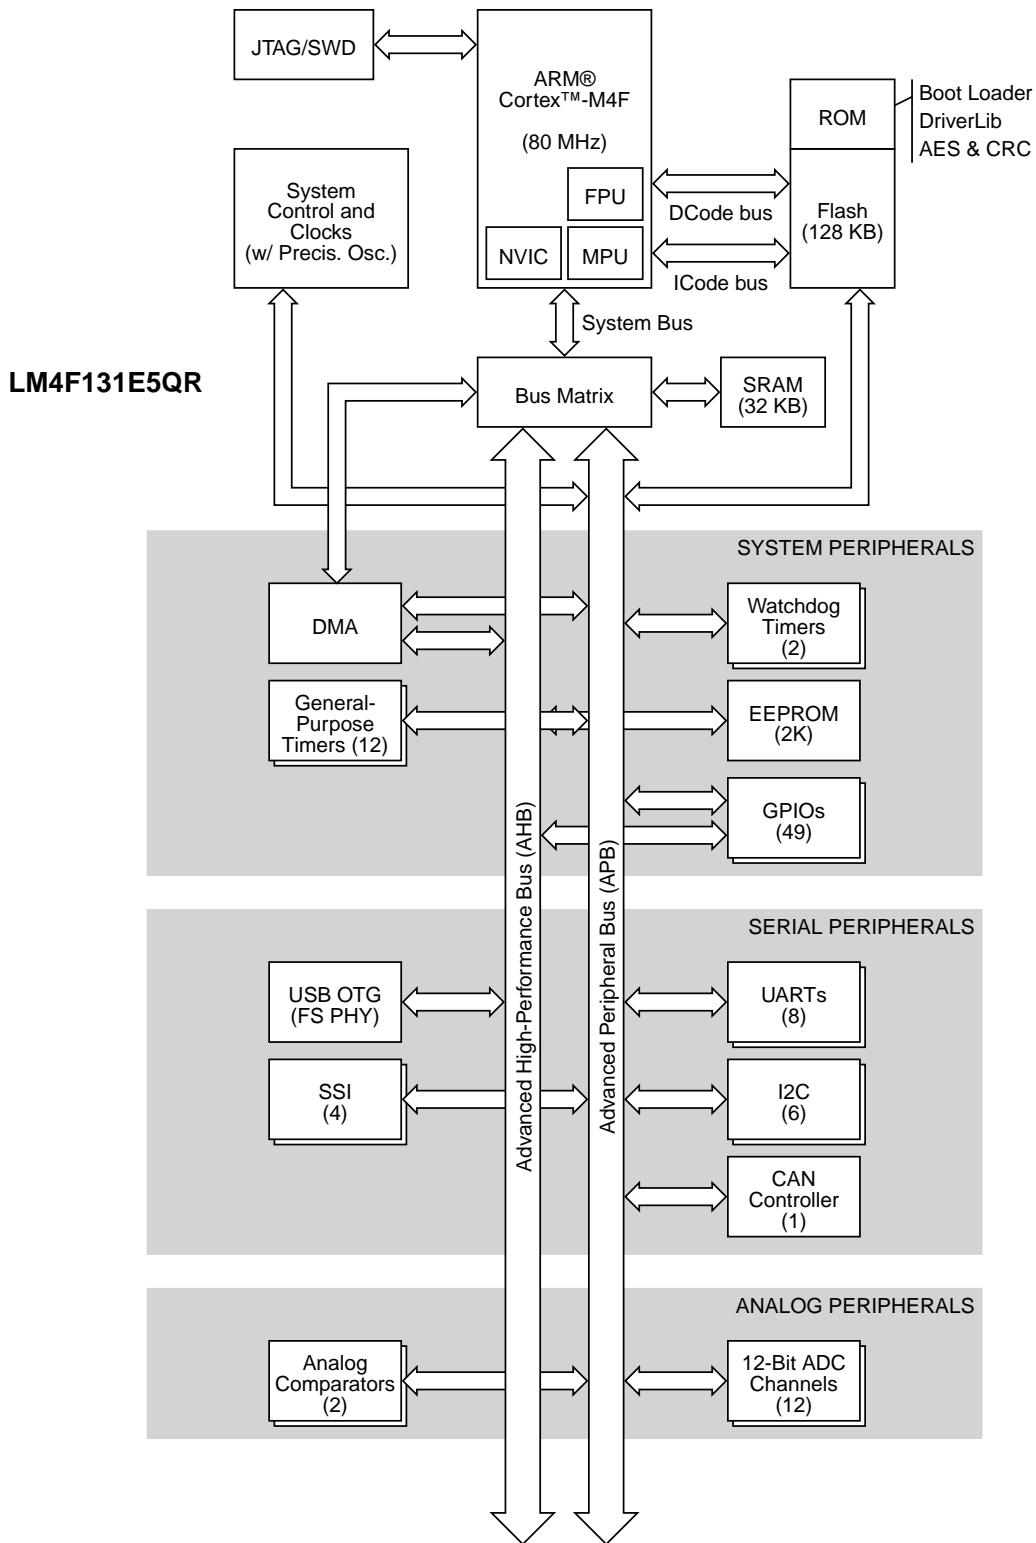 JTAG/SWD
ARM®
Cortex™-M4F
(80 MHz)
FPU
NVIC
MPU
ROM
Boot Loader
DriverLib
AES & CRC
Flash
(128 KB)
DCode bus
ICode bus
System
Control and
Clocks
(w/ Precis. Osc.)
System Bus
LM4F131E5QR
Bus Matrix
SRAM
(32 KB)
SYSTEM PERIPHERALS
DMA
Watchdog
Timers
(2)
General-
Purpose
Timers (12)
EEPROM
(2K)
GPIOs
(49)
Advanced High-Performance Bus (AHB)
Advanced Peripheral Bus (APB)
SERIAL PERIPHERALS
USB OTG
(FS PHY)
UARTs
(8)
SSI
(4)
I2C
(6)
CAN
Controller
(1)
ANALOG PERIPHERALS
Analog
Comparators
(2)
12-Bit ADC
Channels
(12)